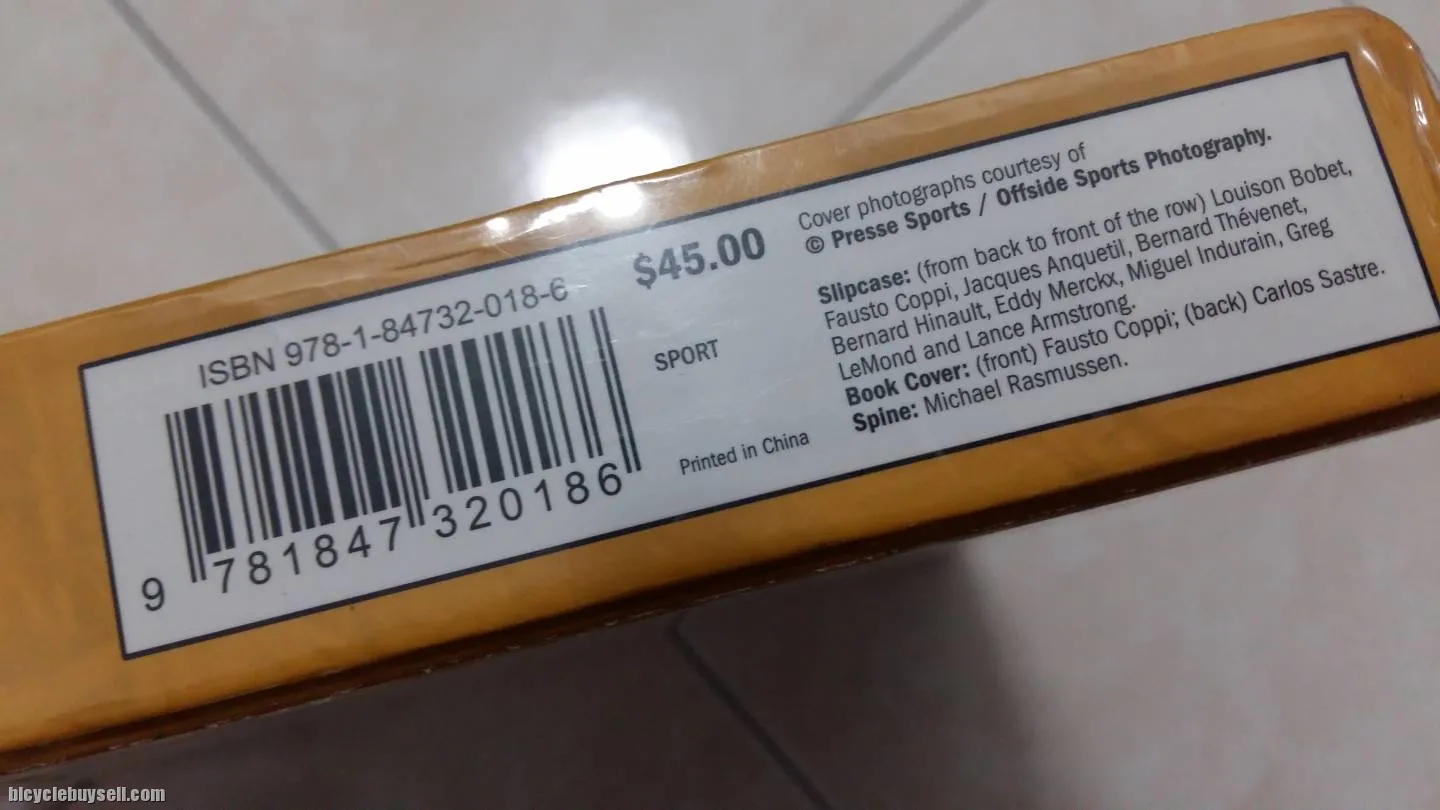 ISBN 978-1-84732-018-6
9 781847 320186
$45.00
SPORT
Printed in China
Cover photographs courtesy of
© Presse Sports / Offside Sports Photography.
Slipcase: (from back to front of the row) Louison Bobet,
Fausto Coppi, Jacques Anquetil, Bernard Thévenet,
Bernard Hinault, Eddy Merckx, Miguel Indurain, Greg
LeMond and Lance Armstrong.
Book Cover: (front) Fausto Coppi; (back) Carlos Sastre.
Spine: Michael Rasmussen.
bicyclebuysell.com